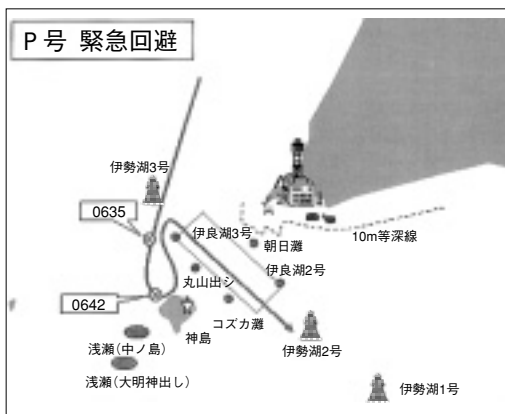 P号 緊急回避
伊勢湖3号
0635
伊良湖3号
朝日灘
10m等深線
丸山出シ
伊良湖2号
0642
コズカ灘
神島
伊勢湖2号
浅瀬(中ノ島)
浅瀬(大明神出し)
伊勢湖1号